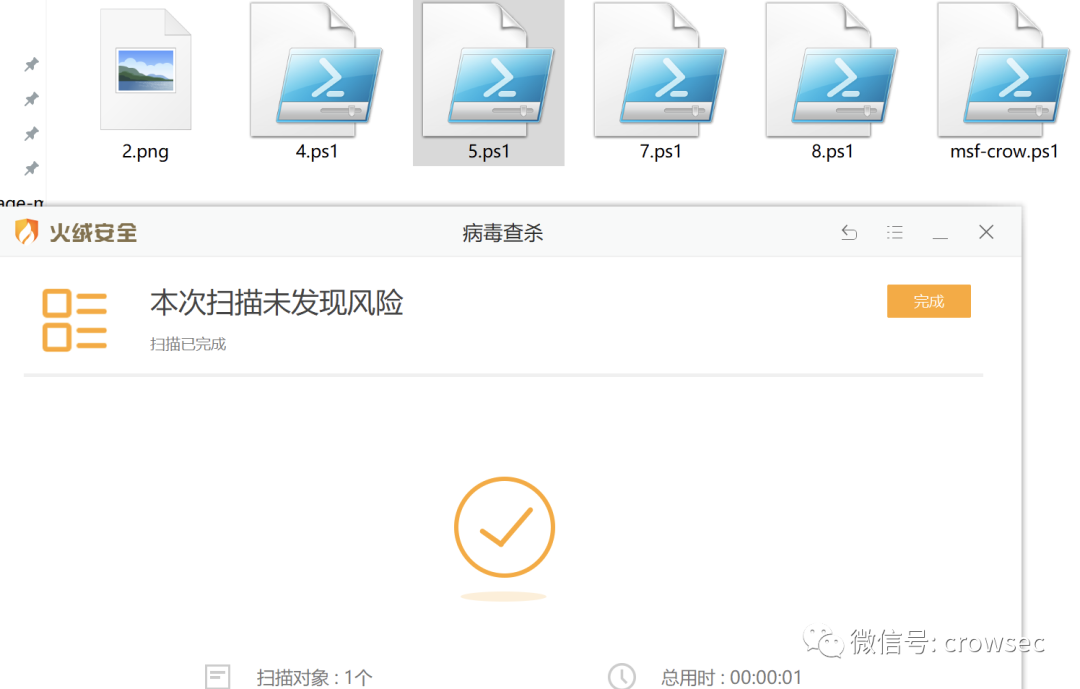 2.png
4.ps1
5.ps1
7.ps1
8.ps1
msf-crow.ps1
火绒安全
病毒查杀
本次扫描未发现风险
完成
扫描已完成
微信号: crowsec
扫描对象 : 1个
总用时 : 00:00:01